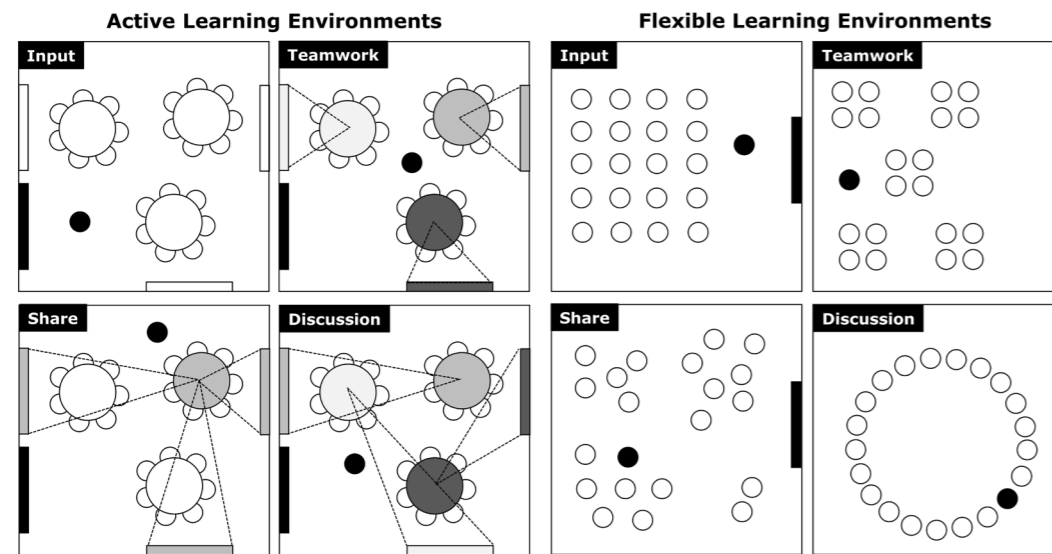 Active Learning Environments
Flexible Learning Environments
Input
Teamwork
Input
Teamwork
Share
Discussion
Share
Discussion